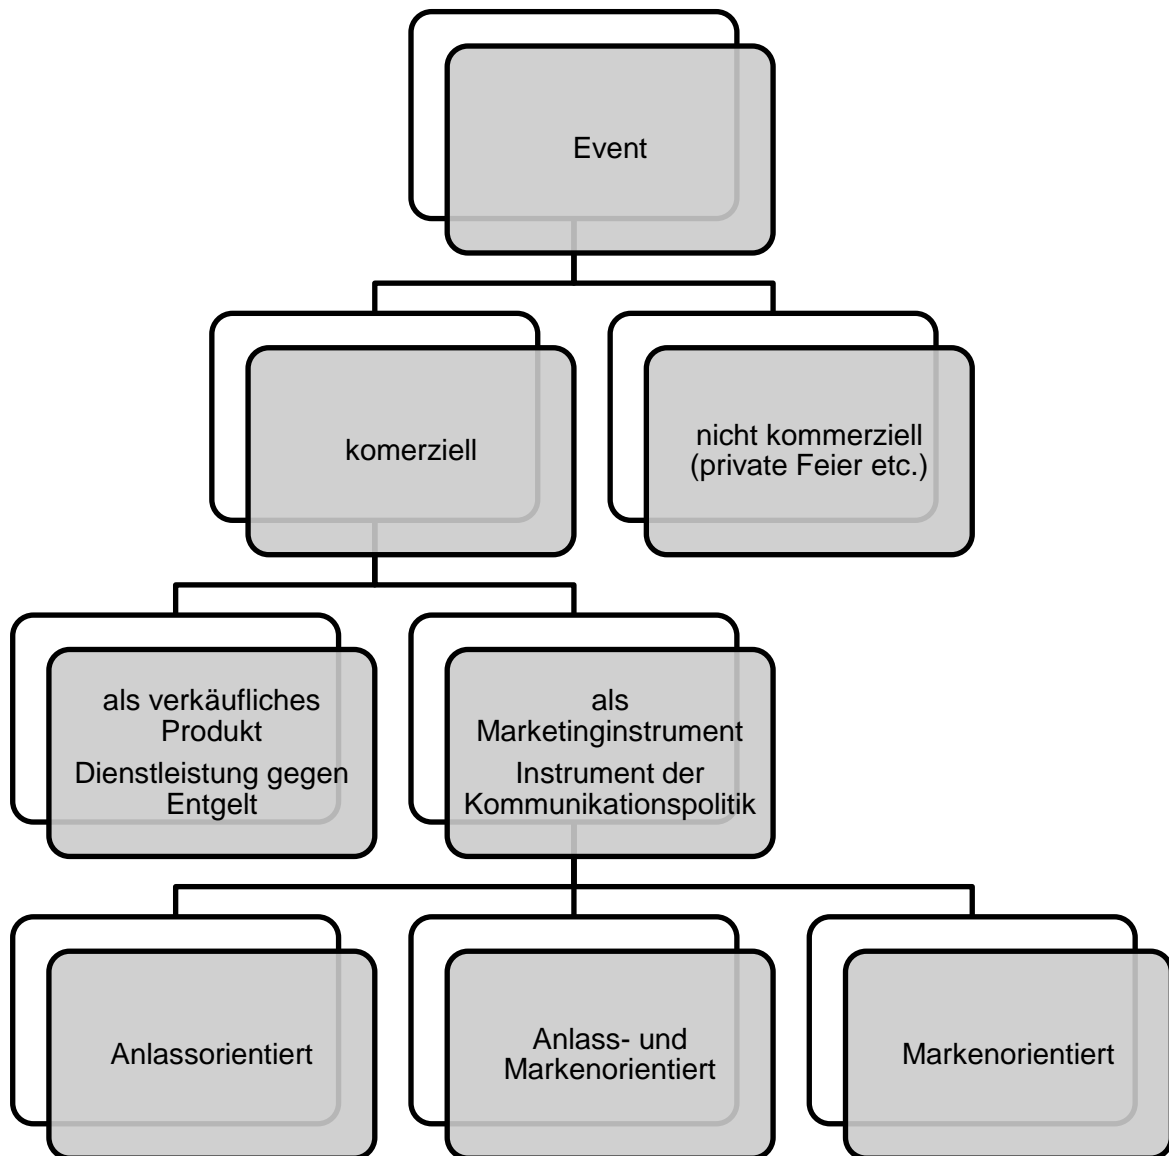 Event
komerziell
nicht kommerziell
(private Feier etc.)
als verkäufliches
Produkt
Dienstleistung gegen
Entgelt
als
Marketinginstrument
Instrument der
Kommunikationspolitik
Anlassorientiert
Anlass- und
Markenorientiert
Markenorientiert